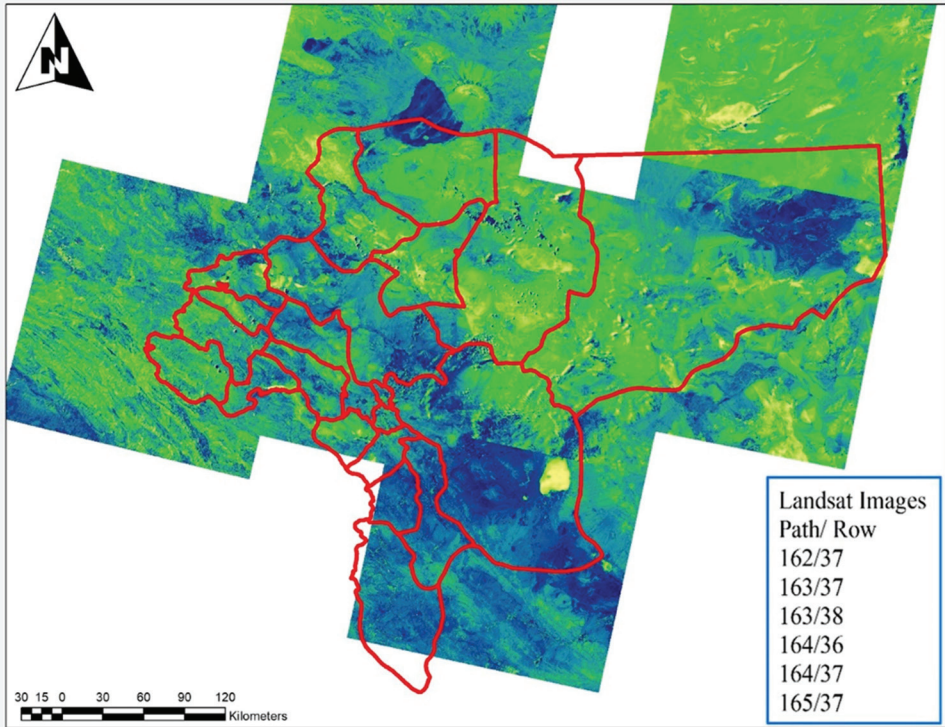 N
Landsat Images
Path/ Row
162/37
163/37
163/38
164/36
164/37
165/37
30 15 0 30 60 90 120
Kilometers